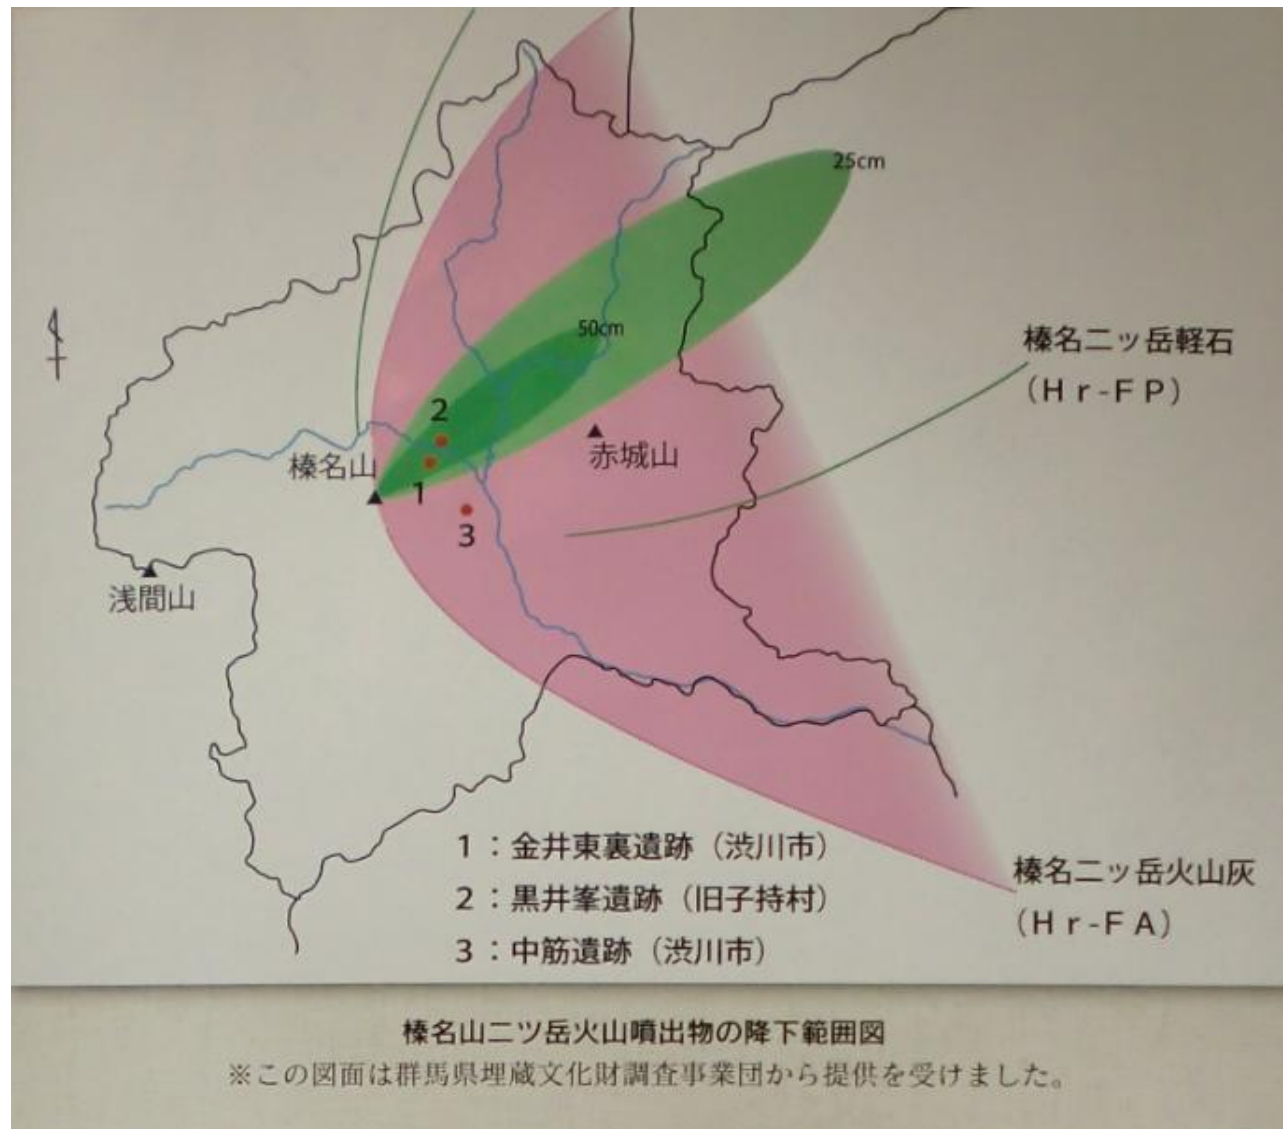 25cm
50cm
榛名二ッ岳軽石
（Ｈｒ-ＦＰ）
2
赤城山
榛名山
1
3
浅間山
1：金井東裏遺跡（渋川市）
2：黒井峯遺跡（旧子持村）
3：中筋遺跡（渋川市）
榛名二ッ岳火山灰
（Ｈｒ-ＦＡ）
榛名山二ツ岳火山噴出物の降下範囲図
※この図面は群馬県埋蔵文化財調査事業団から提供を受けました。